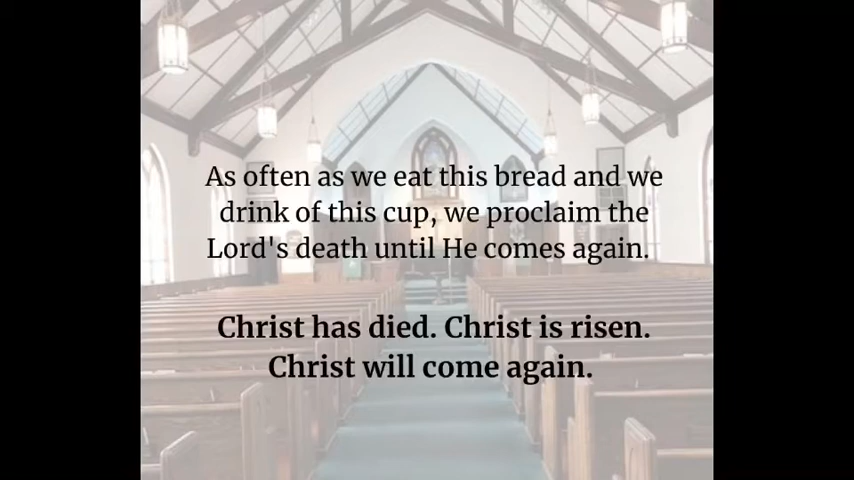 As often as we eat this bread and we
drink of this cup, we proclaim the
Lord's death until He comes again.
Christ has died. Christ is risen.
Christ will come again.